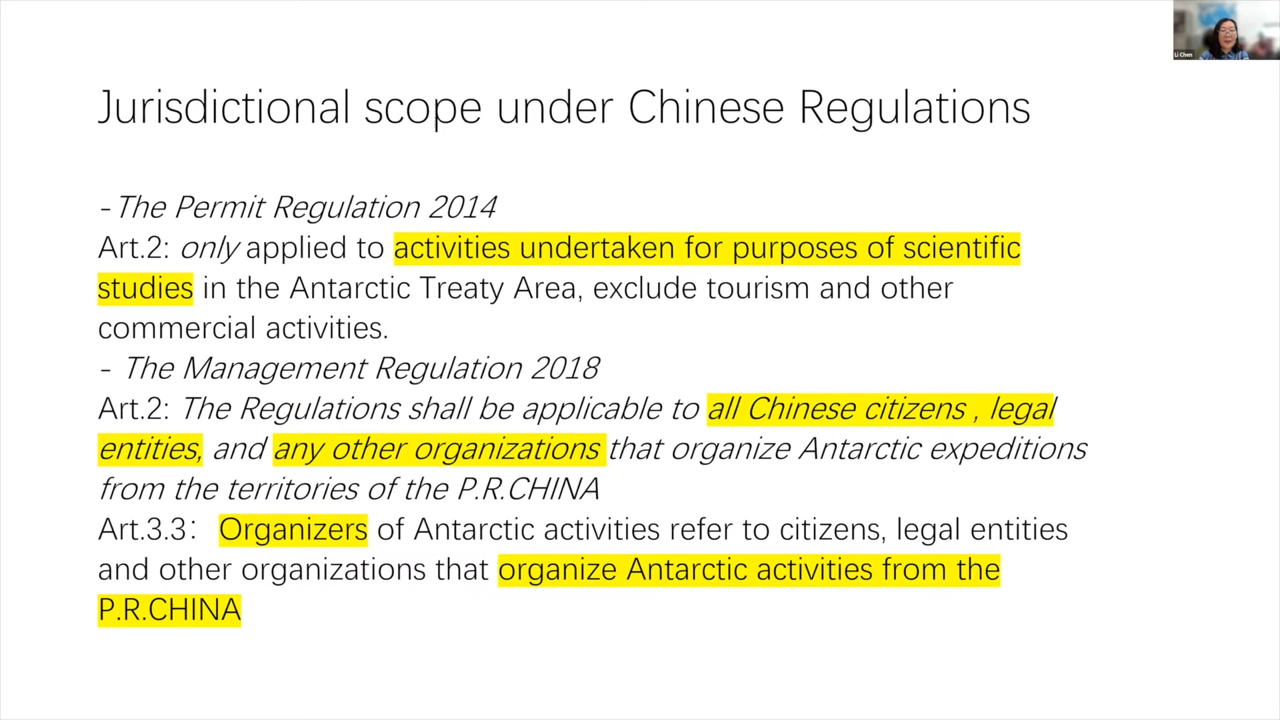 Li Chen
Jurisdictional scope under Chinese Regulations
-The Permit Regulation 2014
Art.2: only applied to activities undertaken for purposes of scientific
studies in the Antarctic Treaty Area, exclude tourism and other
commercial activities.
- The Management Regulation 2018
Art.2: The Regulations shall be applicable to all Chinese citizens , legal
entities, and any other organizations that organize Antarctic expeditions
from the territories of the P.R.CHINA
Art.3.3: Organizers of Antarctic activities refer to citizens, legal entities
and other organizations that organize Antarctic activities from the
P.R.CHINA